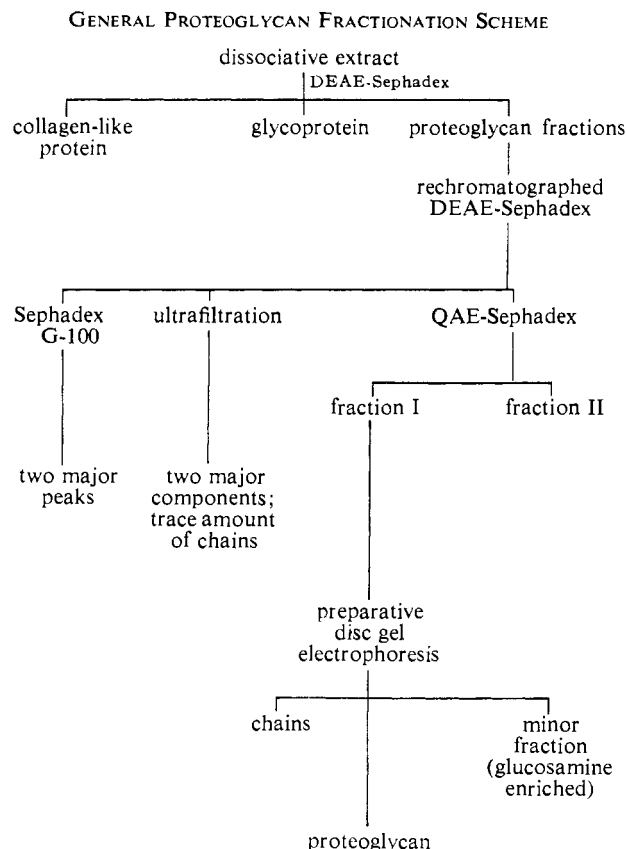 GENERAL PROTEOGLYCAN FRACTIONATION SCHEME
dissociative extract
DEAE-Sephadex
collagen-like
protein
glycoprotein
proteoglycan fractions
rechromatographed
DEAE-Sephadex
Sephadex
G-100
ultrafiltration
QAE-Sephadex
fraction I
fraction II
two major
peaks
two major
components;
trace amount
of chains
preparative
disc gel
electrophoresis
chains
minor
fraction
(glucosamine
enriched)
proteoglycan